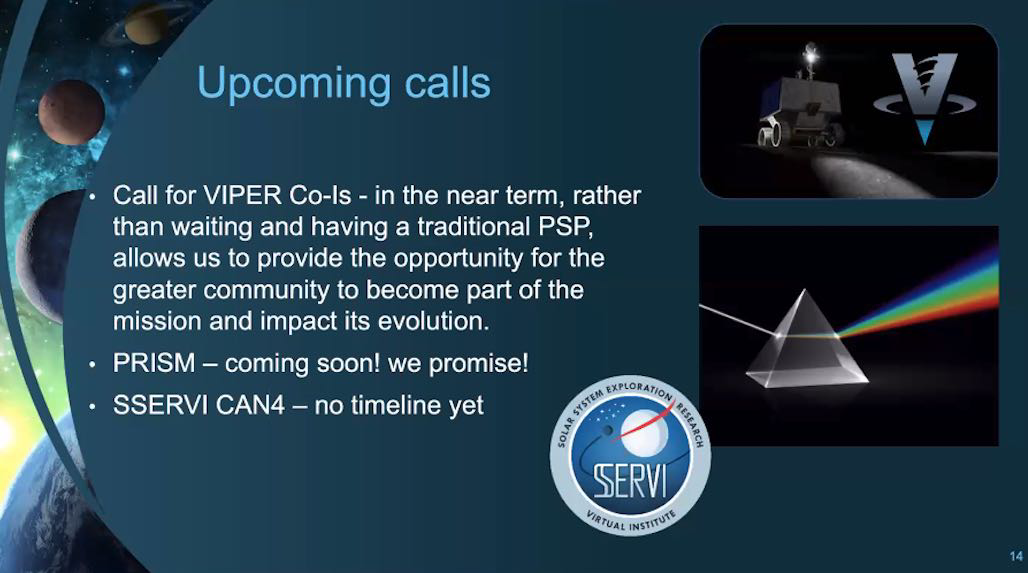 Upcoming calls
• Call for VIPER Co-Is - in the near term, rather
than waiting and having a traditional PSP,
allows us to provide the opportunity for the
greater community to become part of the
mission and impact its evolution.
• PRISM – coming soon! we promise!
• SSERVI CAN4 – no timeline yet
SOLAR SYSTEM EXPLORATION RESEARCH
SSERVI
VIRTUAL INSTITUTE
V
14